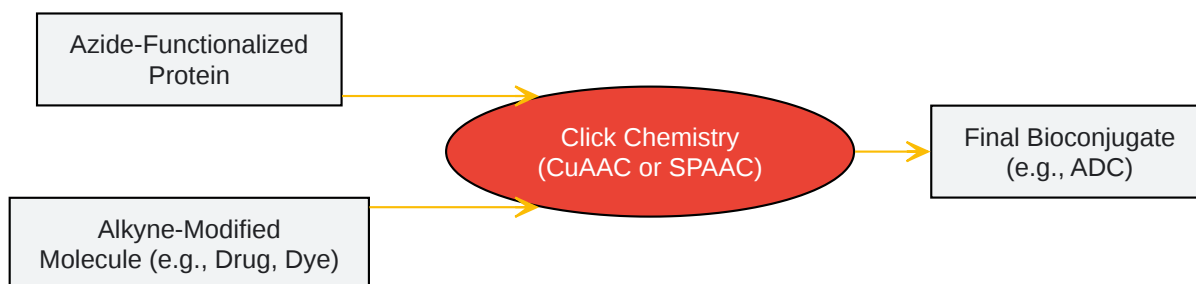 Azide-Functionalized
Protein
Alkyne-Modified
Molecule (e.g., Drug, Dye)
Click Chemistry
(CuAAC or SPAAC)
Final Bioconjugate
(e.g., ADC)